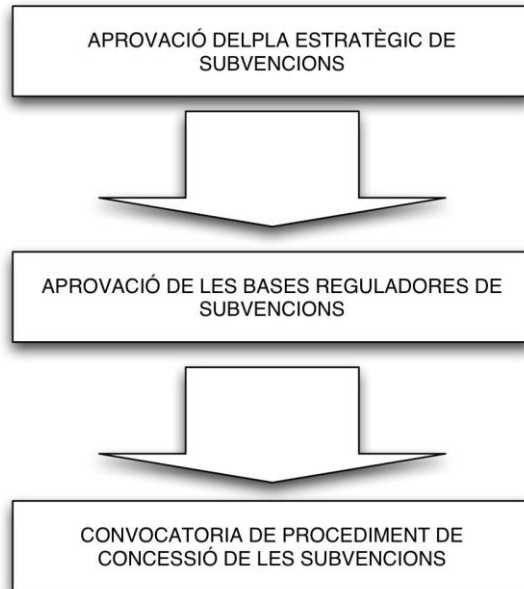 APROVACIÓ DELPLA ESTRATÈGIC DE
SUBVENCIONS
APROVACIÓ DE LES BASES REGULADORES DE
SUBVENCIONS
CONVOCATORIA DE PROCEDIMENT DE
CONCESSIÓ DE LES SUBVENCIONS